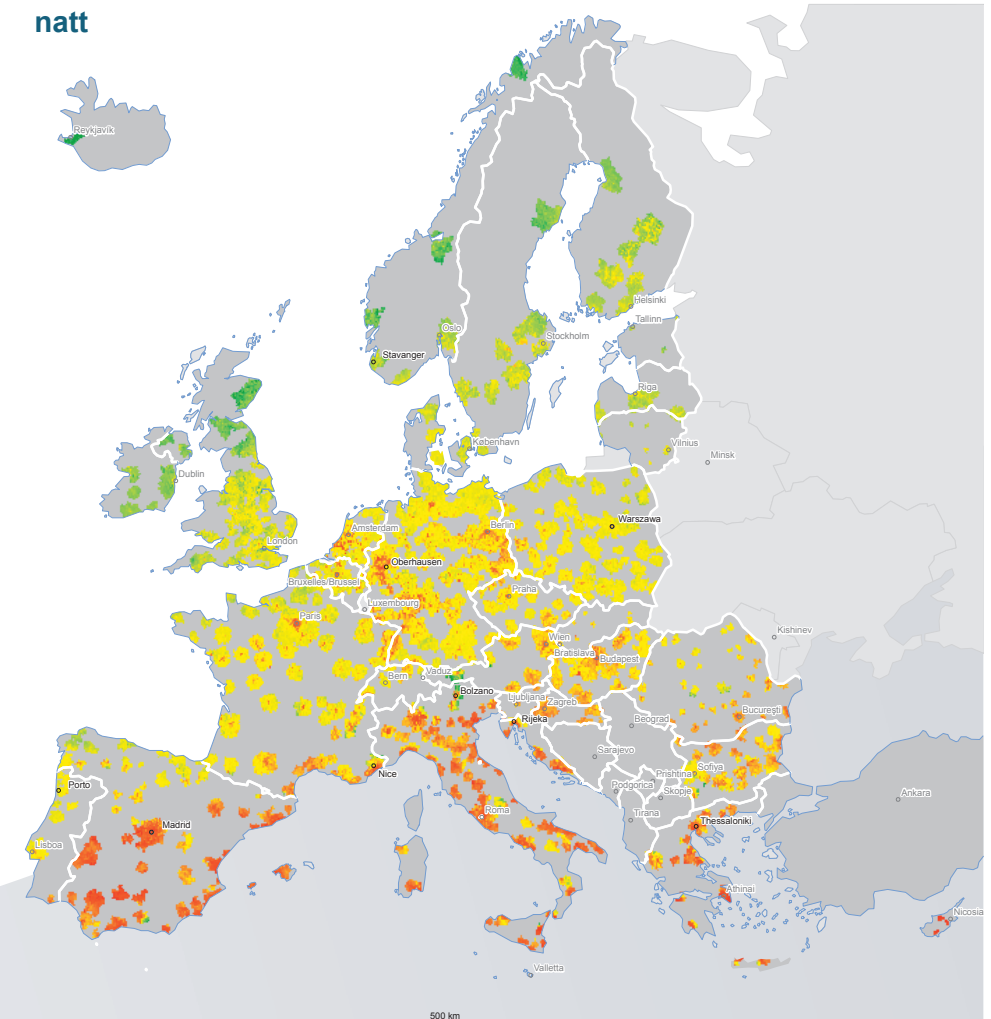 natt
Reykjavik
Helsinki
Tallinn
Oslo
Stockholm
Stavanger
Riga
København
Vilnius
Minsk
Dublin
Warszawa
Amsterdam
Berlin
London
Oberhausen
Bruxelles/Brussel
Praha
Luxembourg
Paris
Kishinev
Wien
Bratislava
Budapest
Vaduz
Bern
Bolzano
Ljubljana
Zagreb
București
Rijeka
Beograd
Sarajevo
Sofiya
Nice
Prishtina
Podgorica
Skopje
Porto
Ankara
Roma
Tirana
Thessaloniki
Madrid
Lisboa
Athinai
Nicosia
Valletta
500 km